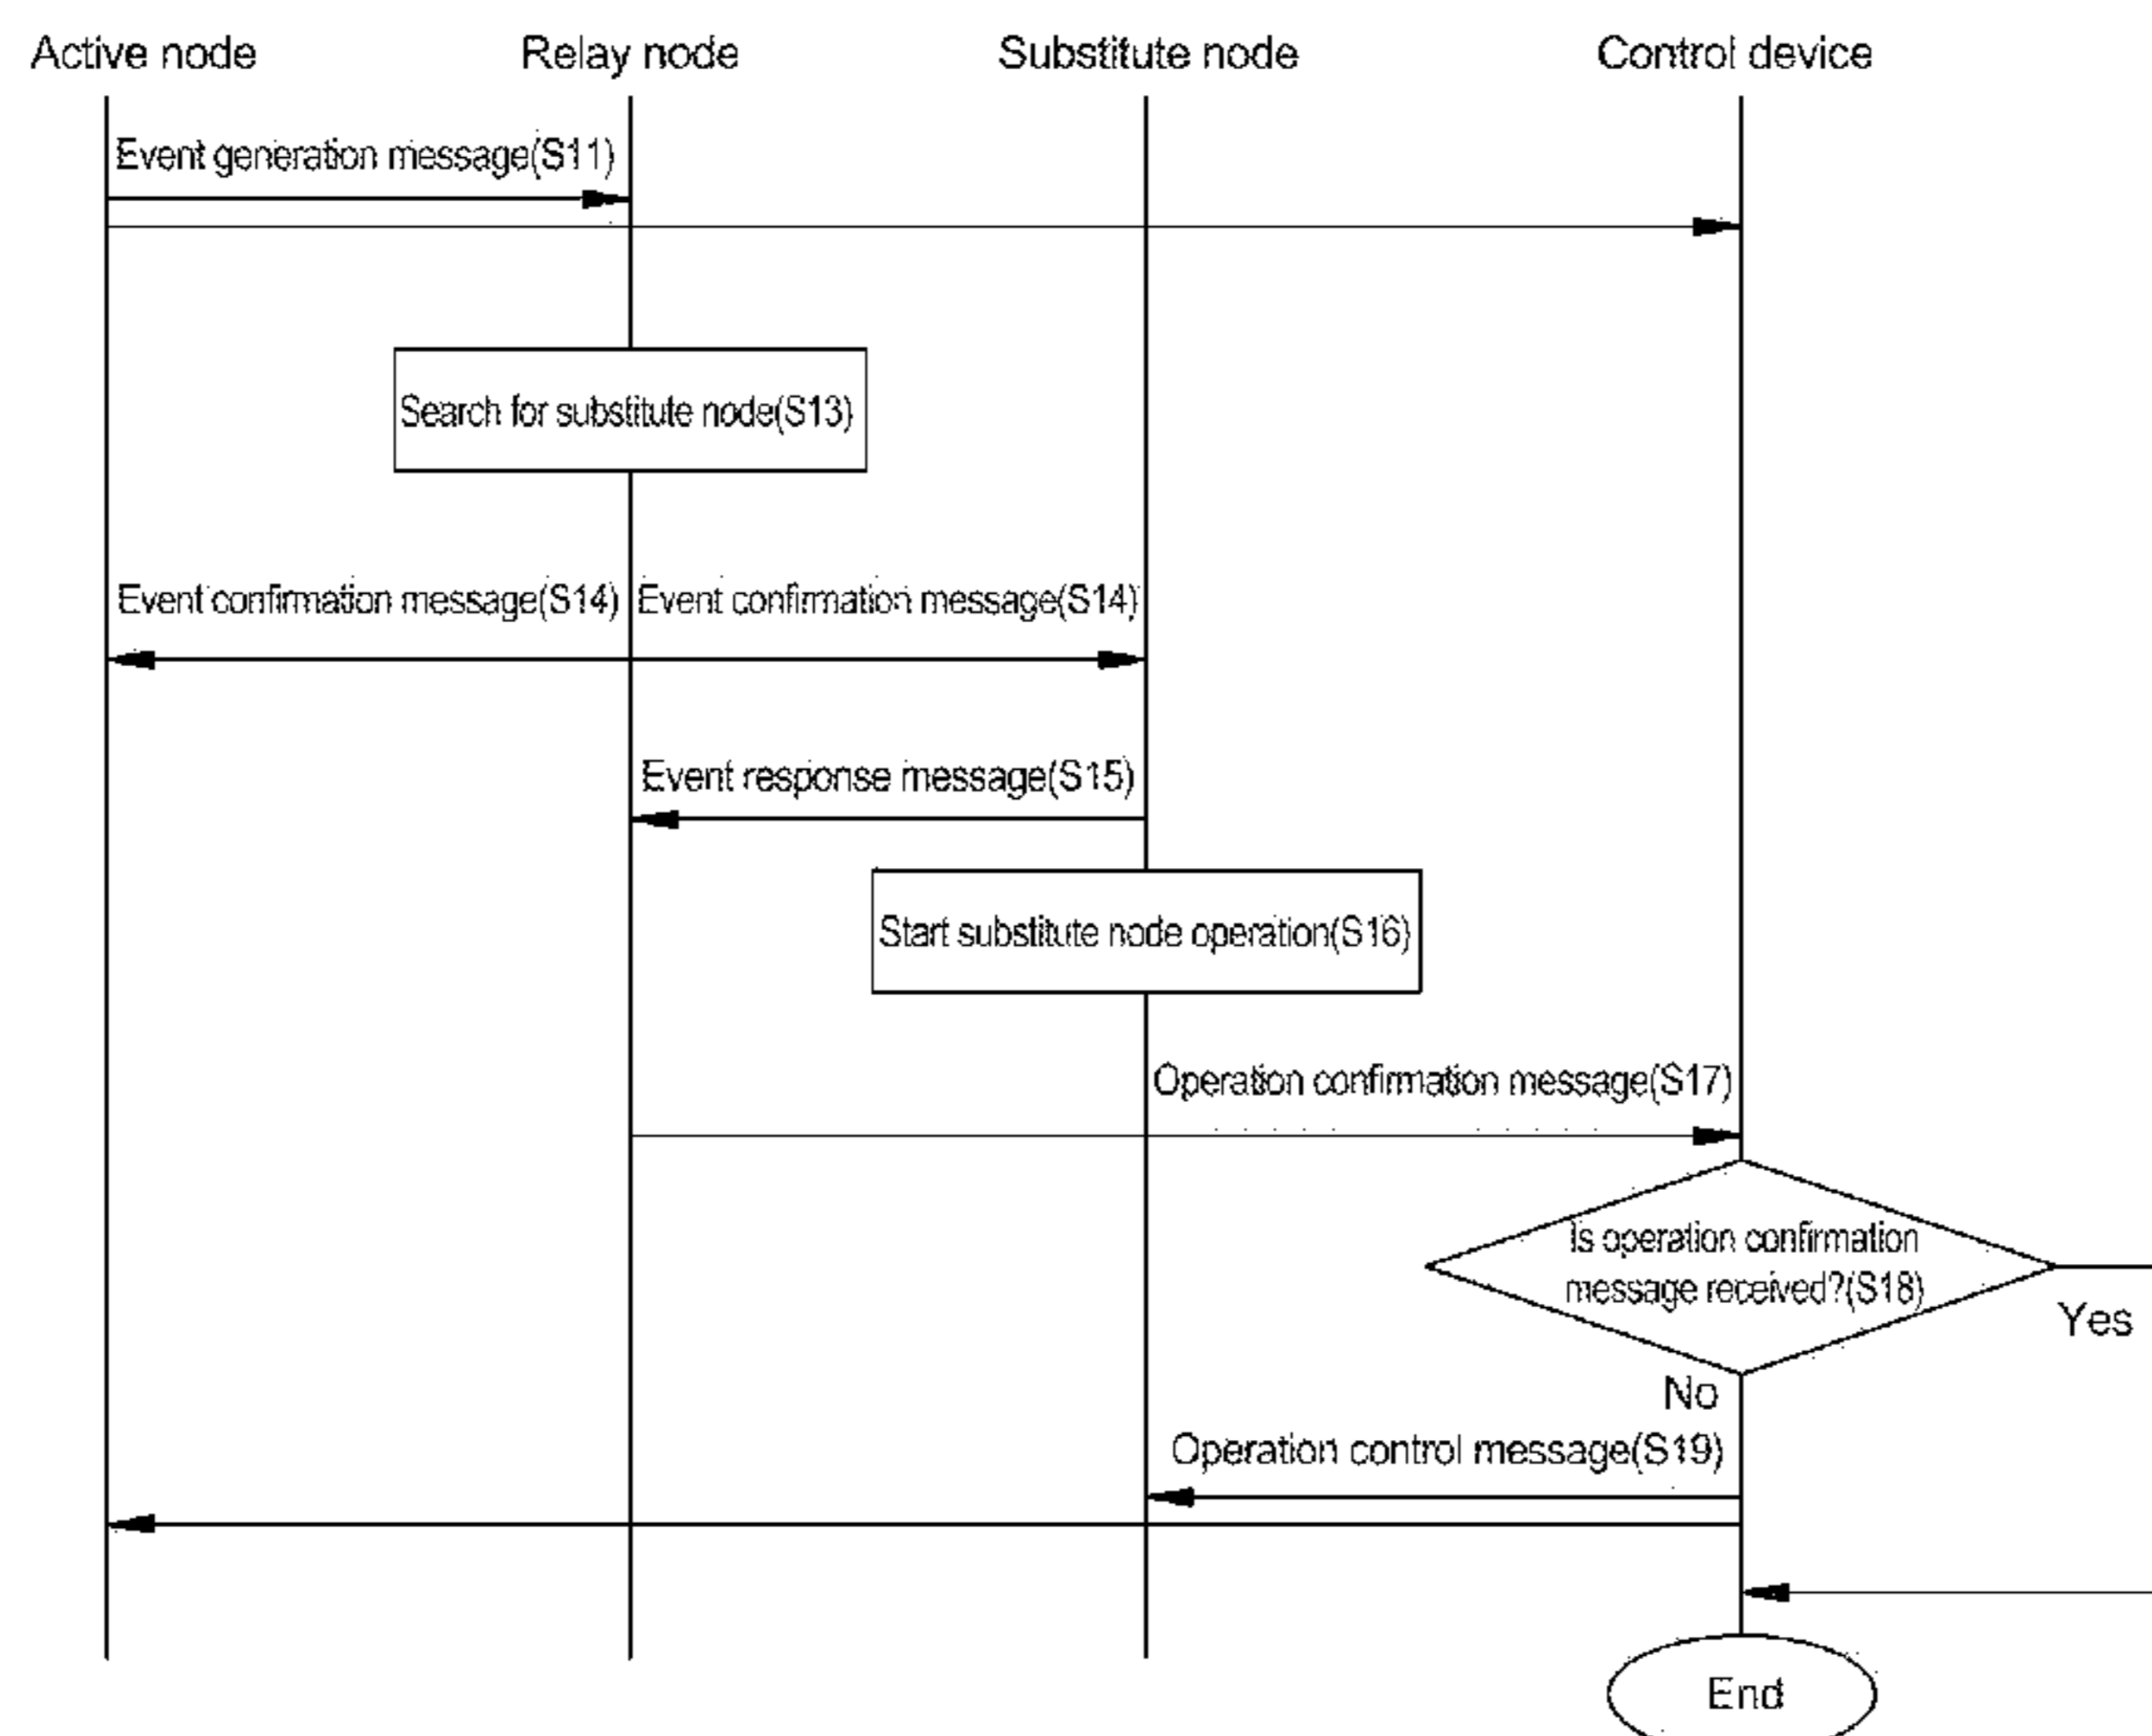 Active node
Relay node
Substitute node
Control device
Event generation message(S11)
Search for substitute node(S13)
Event confirmation message(S14)
Event confirmation message(S14)
Event response message(S15)
Start substitute node operation(S16)
Operation confirmation message(S17)
Is operation confirmation
message received?(S18)
Yes
No
Operation control message(S19)
End